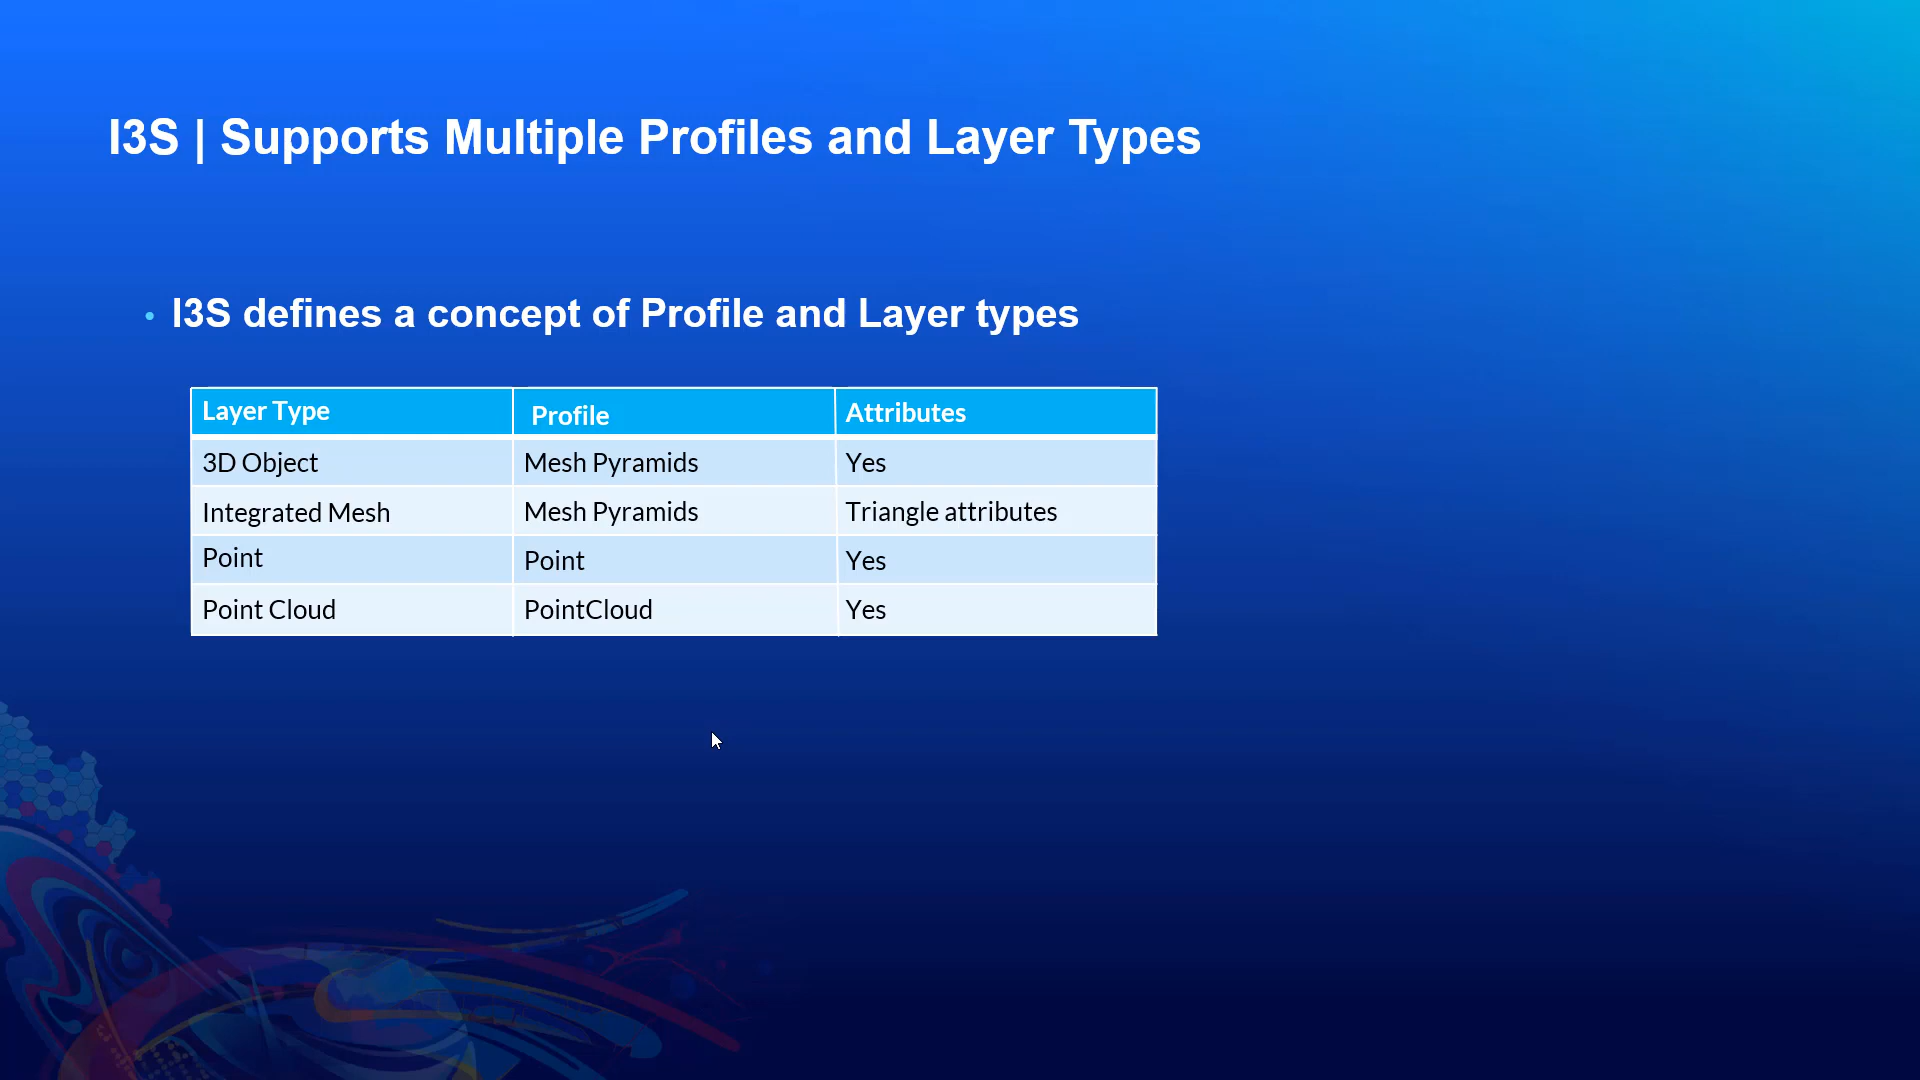 I3S | Supports Multiple Profiles and Layer Types
• I3S defines a concept of Profile and Layer types
Layer Type Profile Attributes
3D Object Mesh Pyramids Yes
Integrated Mesh Mesh Pyramids Triangle attributes
Point Point Yes
Point Cloud PointCloud Yes